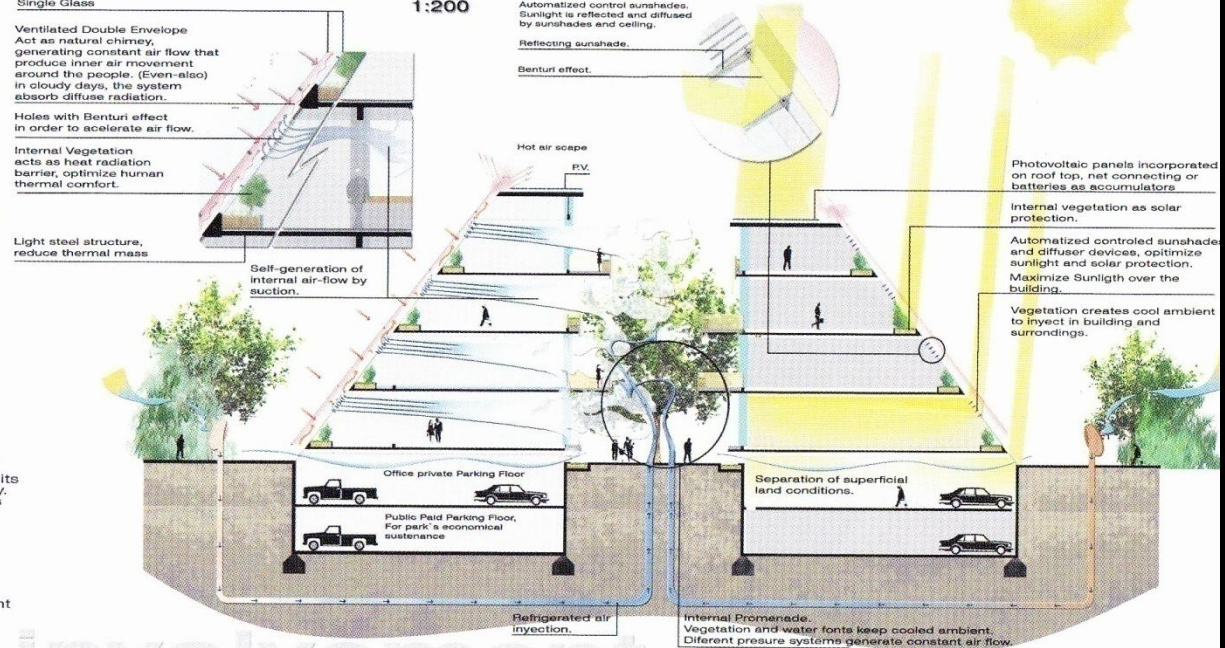 Single Glass
1:200
Ventilated Double Envelope
Act as natural chimey,
generating constant air flow that
produce inner air movement
around the people. (Even-also)
in cloudy days, the system
absorb diffuse radiation.
Holes with Benturi effect
in order to acelerate air flow.
Internal Vegetation
acts as heat radiation
barrier, optimize human
thermal comfort.
Light steel structure,
reduce thermal mass
Self-generation of
internal air-flow by
suction.
Automatized control sunshades.
Sunlight is reflected and diffused
by sunshades and ceiling.
Reflecting sunshade.
Benturi effect.
Hot air scape
P.V.
Photovoltaic panels incorporated
on roof top, net connecting or
batteries as accumulators
Internal vegetation as solar
protection.
Automatized controled sunshades
and diffuser devices, opitimize
sunlight and solar protection.
Maximize Sunligth over the
building.
Vegetation creates cool ambient
to inyect in building and
surrondings.
its
y.
s
nt
Office private Parking Floor
Public Paid Parking Floor,
For park`s economical
sustenance
Separation of superficial
land conditions.
Refrigerated air
inyection.
Internal Promenade.
Vegetation and water fonts keep cooled ambient.
Diferent presure systems generate constant air flow.